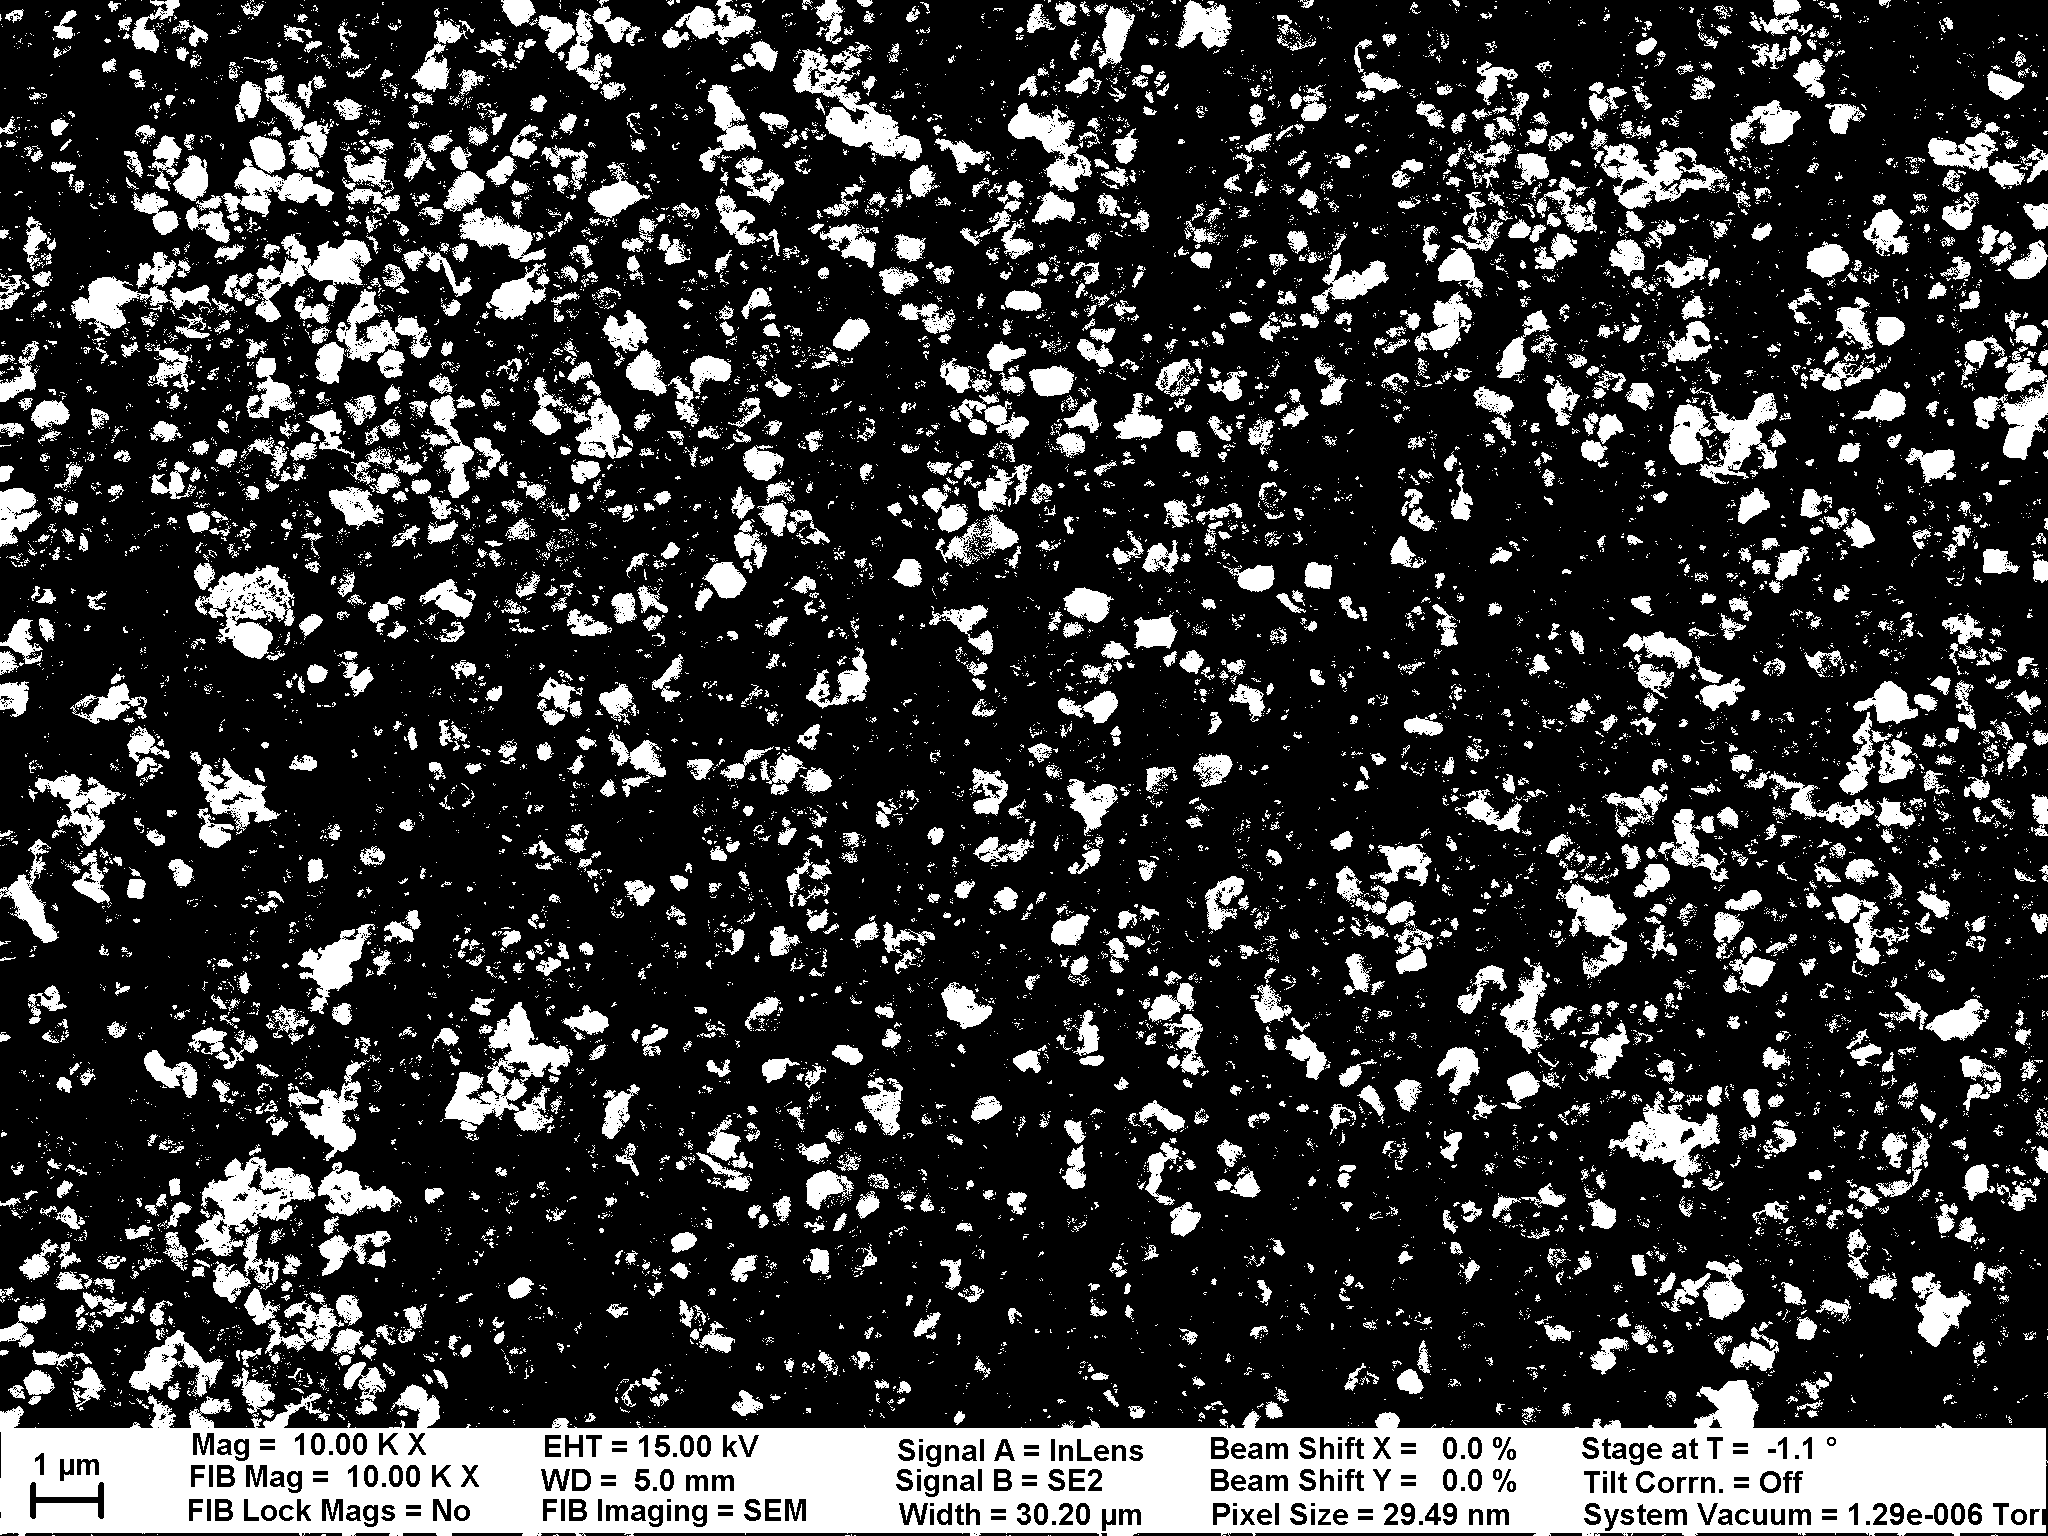 1 µm
Mag = 10.00 K X
FIB Mag = 10.00 K X
FIB Lock Mags = No
EHT = 15.00 kV
WD = 5.0 mm
FIB Imaging = SEM
Signal A = InLens
Signal B = SE2
Width = 30.20 µm
Beam Shift X = 0.0 %
Beam Shift Y = 0.0 %
Pixel Size = 29.49 nm
Stage at T = -1.1 °
Tilt Corrn. = Off
System Vacuum = 1.29e-006 Torr